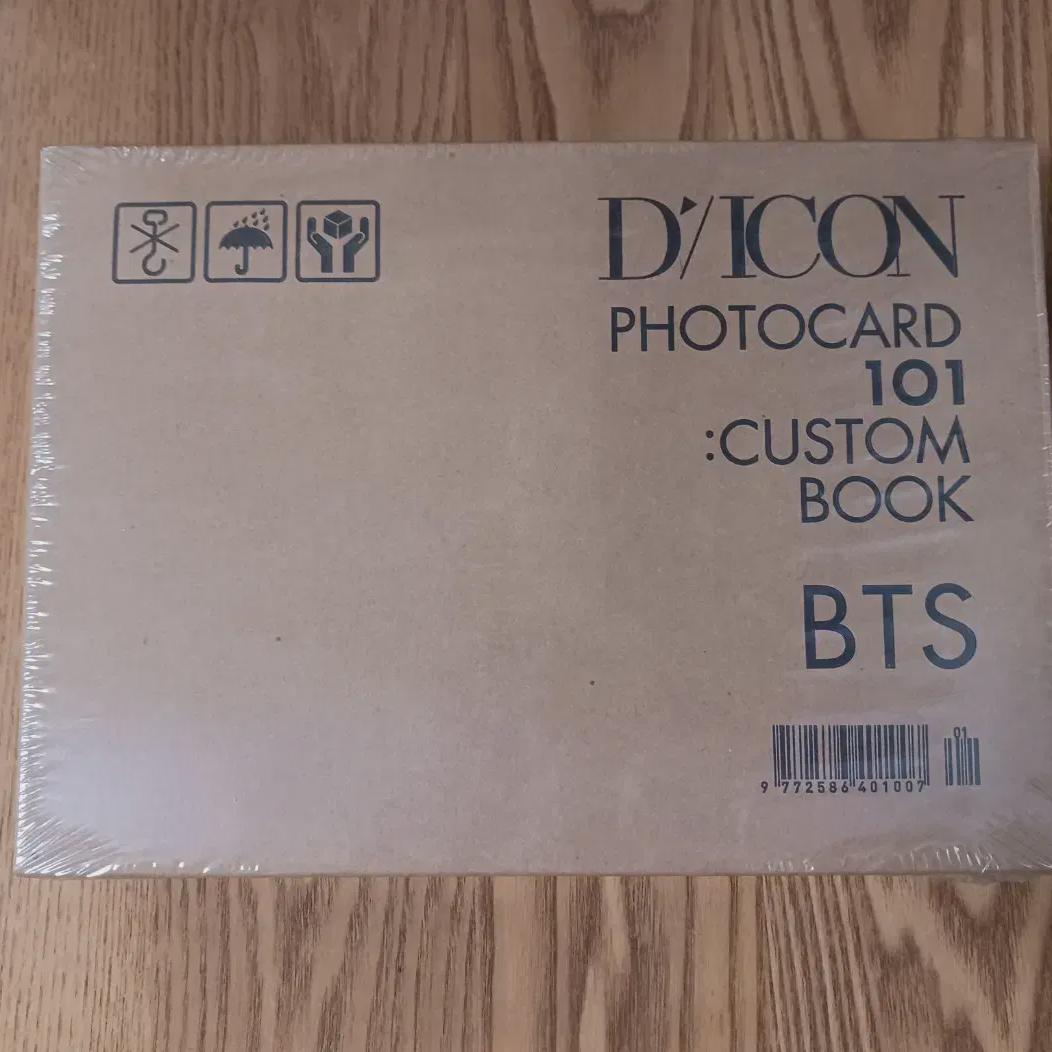 D'/ICON
PHOTOCARD
101
:CUSTOM
BOOK
BTS
01
9 772586 401007